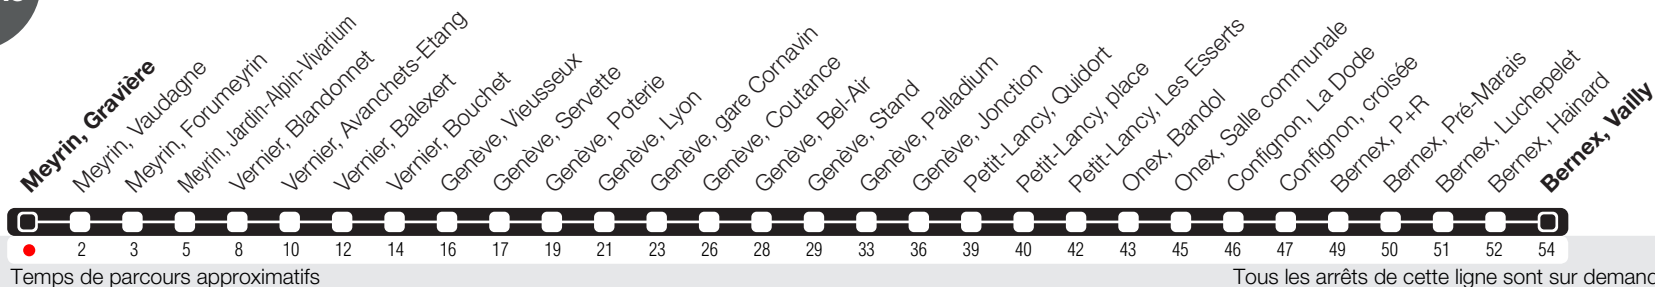 Meyrin, Gravière
Meyrin, Vaudagne
Meyrin, Forumeyrin
Meyrin, Jardin-Alpin-Vivarium
Vernier, Blandonnet
Vernier, Avanchets-Etang
Vernier, Balexert
Vernier, Bouchet
Genève, Vieusseux
Genève, Servette
Genève, Poterie
Genève, Lyon
Genève, gare Cornavin
Genève, Coutance
Genève, Bel-Air
Genève, Stand
Genève, Palladium
Genève, Jonction
Petit-Lancy, Quidort
Petit-Lancy, place
Petit-Lancy, Les Esserts
Onex, Bandol
Onex, Salle communale
Confignon, La Dode
Confignon, croisée
Bernex, P+R
Bernex, Pré-Marais
Bernex, Luchepelet
Bernex, Hainard
Bernex, Vailly
2 3 5 8 10 12 14 16 17 19 21 23 26 28 29 33 36 39 40 42 43 45 46 47 49 50 51 52 54
Temps de parcours approximatifs
Tous les arrêts de cette ligne sont sur demand